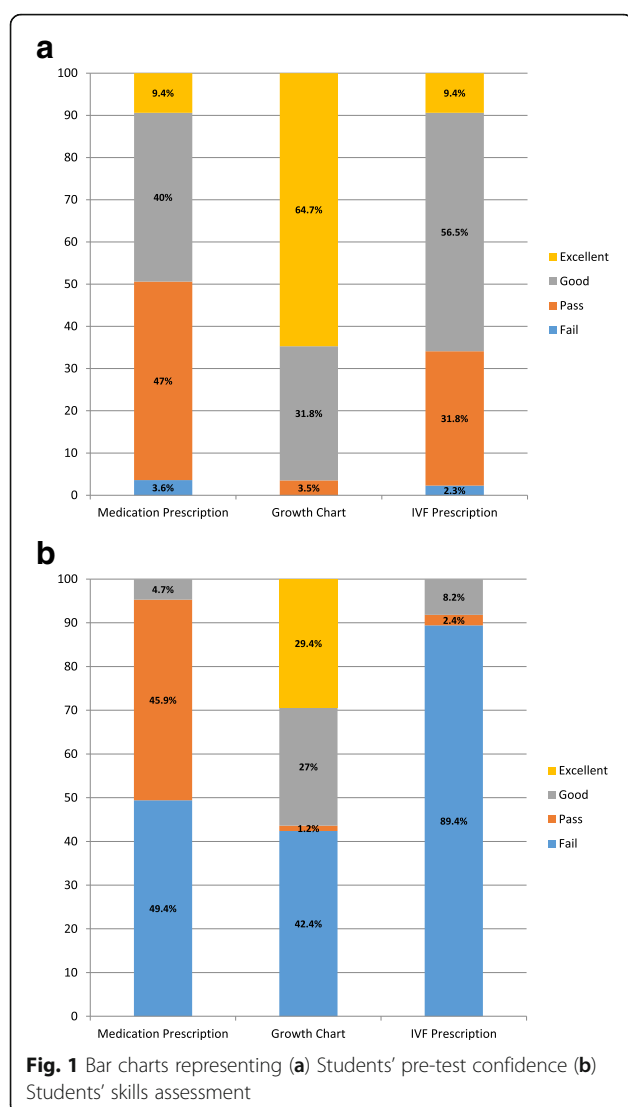 a
100
90
80
70
60
50
40
30
20
10
0
9.4%
40%
47%
3.6%
64.7%
31.8%
3.5%
9.4%
56.5%
31.8%
2.3%
Medication Prescription
Growth Chart
IVF Prescription
Excellent
Good
Pass
Fail
b
100
90
80
70
60
50
40
30
20
10
0
4.7%
45.9%
49.4%
29.4%
27%
1.2%
42.4%
8.2%
2.4%
89.4%
Medication Prescription
Growth Chart
IVF Prescription
Excellent
Good
Pass
Fail
Fig. 1 Bar charts representing (a) Students' pre-test confidence (b)
Students' skills assessment